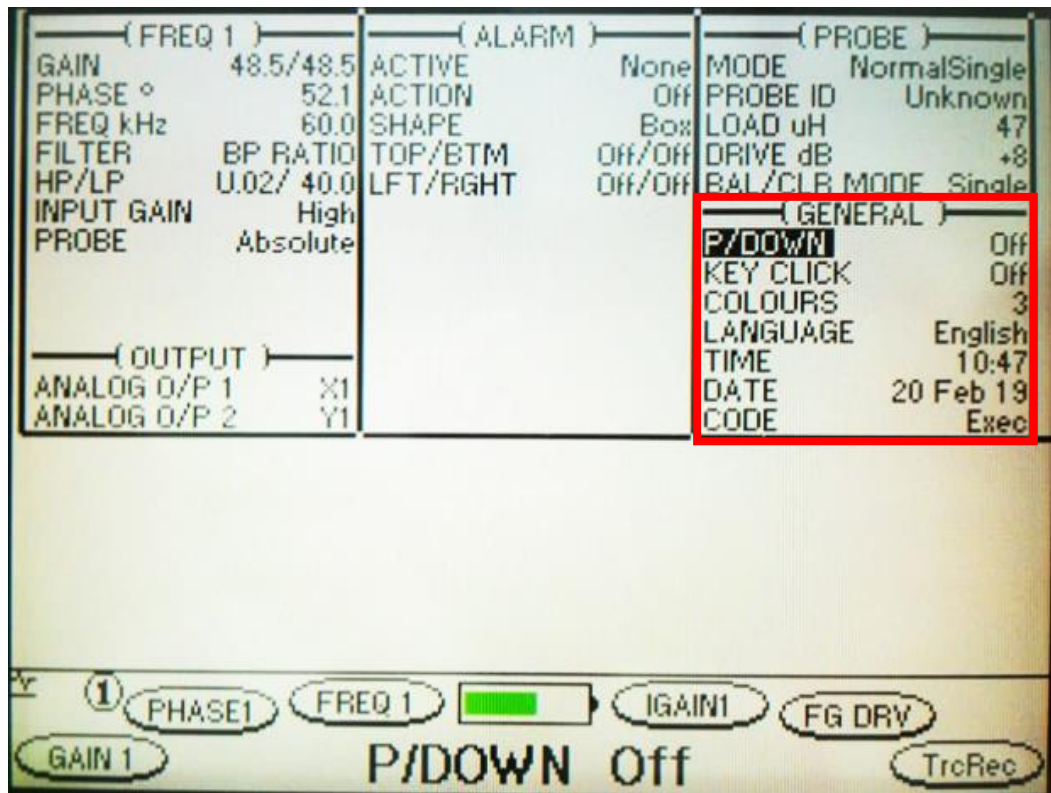 ( FREQ 1 )
GAIN 48.5/48.5
PHASE ° 52.1
FREQ kHz 60.0
FILTER BP RATIO
HP/LP 0.02/ 40.0
INPUT GAIN High
PROBE Absolute
( OUTPUT )
ANALOG O/P 1 X1
ANALOG O/P 2 Y1
( ALARM )
ACTIVE None
ACTION Off
SHAPE Box
TOP/BTM Off/Off
LFT/RGHT Off/Off
( PROBE )
MODE NormalSingle
PROBE ID Unknown
LOAD uH 47
DRIVE dB +8
BAL/CLR MODE Single
( GENERAL )
P/DOWN Off
KEY CLICK Off
COLOURS 3
LANGUAGE English
TIME 10:47
DATE 20 Feb 19
CODE Exec
1 PHASE1 FREQ 1 IGAIN1 FG DRV
GAIN 1 P/DOWN Off TrcRec